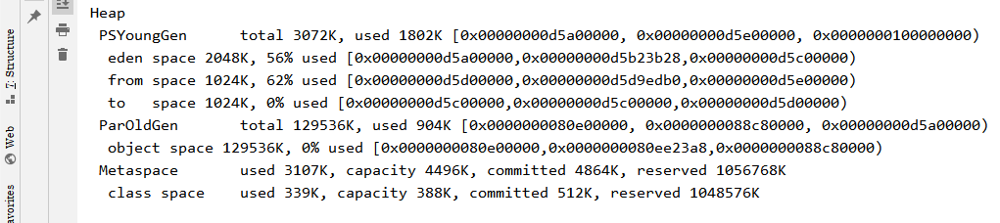 Heap
PSYoungGen      total 3072K, used 1802K [0x00000000d5a00000, 0x00000000d5e00000, 0x0000000100000000)
eden space 2048K, 56% used [0x00000000d5a00000,0x00000000d5b23b28,0x00000000d5c00000)
from space 1024K, 62% used [0x00000000d5d00000,0x00000000d5d9edb0,0x00000000d5e00000)
to   space 1024K, 0% used [0x00000000d5c00000,0x00000000d5c00000,0x00000000d5d00000)
ParOldGen       total 129536K, used 904K [0x0000000080e00000, 0x0000000088c80000, 0x00000000d5a00000)
object space 129536K, 0% used [0x0000000080e00000,0x0000000080ee23a8,0x0000000088c80000)
Metaspace       used 3107K, capacity 4496K, committed 4864K, reserved 1056768K
class space    used 339K, capacity 388K, committed 512K, reserved 1048576K
7: Structure
Web
avorites